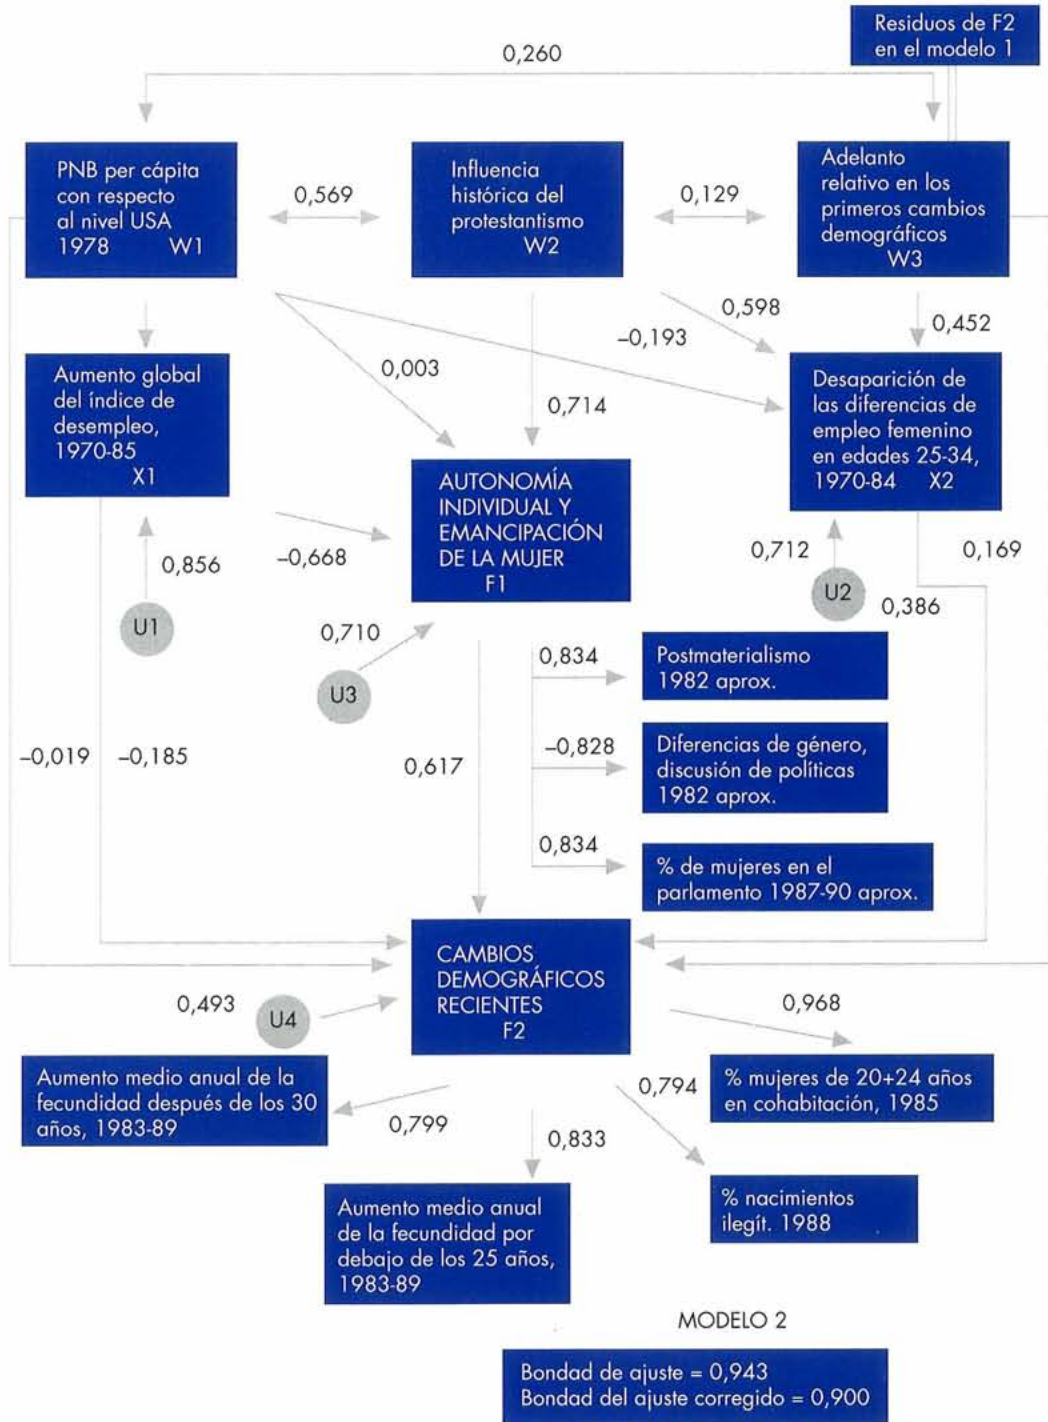 Residuos de F2
en el modelo 1
0,260
PNB per cápita
con respecto
al nivel USA
1978 W1
0,569
Influencia
histórica del
protestantismo
W2
0,129
Adelanto
relativo en los
primeros cambios
demográficos
W3
0,003
0,714
–0,193
0,598
0,452
Aumento global
del índice de
desempleo,
1970-85
X1
Desaparición de
las diferencias de
empleo femenino
en edades 25-34,
1970-84 X2
AUTONOMÍA
INDIVIDUAL Y
EMANCIPACIÓN
DE LA MUJER
F1
0,856
U1
–0,668
0,710
U3
0,712
U2
0,169
0,386
0,834
Postmaterialismo
1982 aprox.
–0,828
Diferencias de género,
discusión de políticas
1982 aprox.
0,834
% de mujeres en el
parlamento 1987-90 aprox.
–0,019
–0,185
0,617
CAMBIOS
DEMOGRÁFICOS
RECIENTES
F2
0,493
U4
0,968
% mujeres de 20+24 años
en cohabitación, 1985
Aumento medio anual de la
fecundidad después de los 30
años, 1983-89
0,799
0,833
0,794
% nacimientos
ilegít. 1988
Aumento medio anual
de la fecundidad por
debajo de los 25 años,
1983-89
MODELO 2
Bondad de ajuste = 0,943
Bondad del ajuste corregido = 0,900